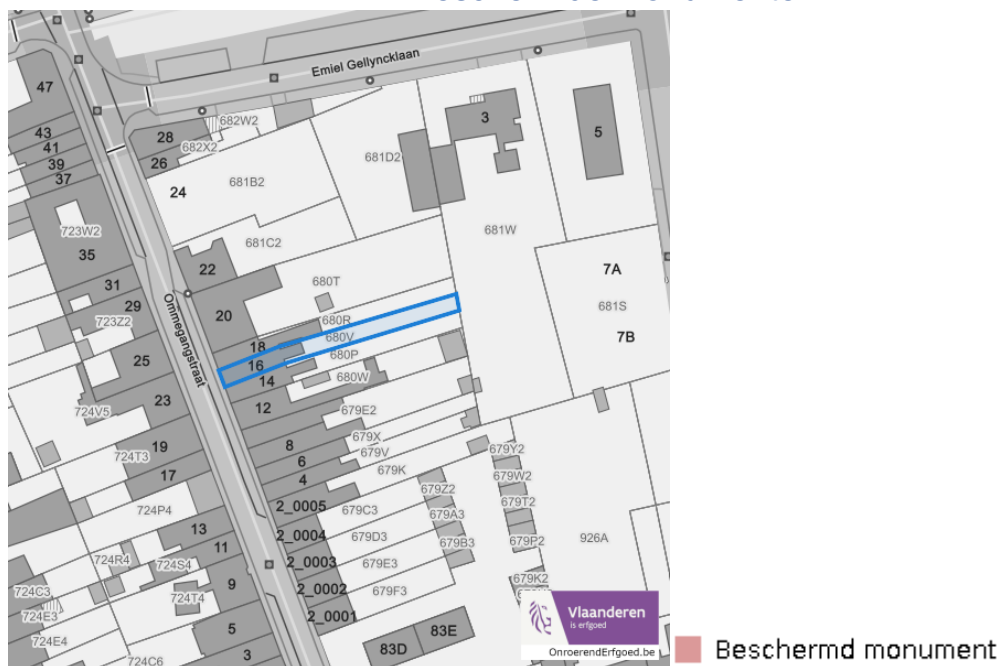 Emiel Gellyncklaan
47
682W2
28
43
682X2
3
5
41
26
681D2
39
37
24
681B2
723W2
681W
681C2
35
22
7A
31
680T
29
20
681S
723Z2
680R
Ommegangstraat
680V
7B
18
25
680P
16
14
680W
23
12
679E2
724V5
679X
19
8
679V
679Y2
724T3
6
679K
17
4
679W2
679Z2
2_0005
679T2
724P4
679C3
679A3
13
2_0004
679D3
679B3
679P2
926A
11
724R4
724S4
2_0003
679E3
679K2
9
724C3
724T4
2_0002
679F3
724E3
2_0001
Vlaanderen
is erfgoed
5
83E
724E4
83D
OnroerendErfgoed.be
Beschermd monument
724C6
3